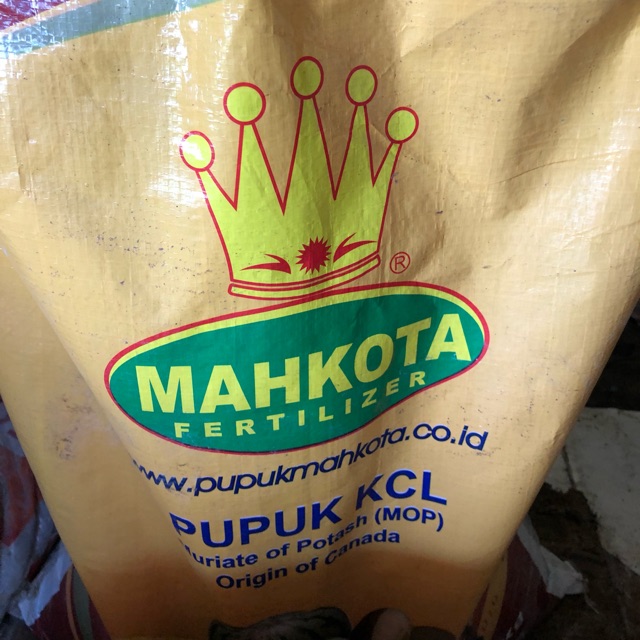 ®
MAHKOTA
FERTILIZER
www.pupukmahkota.co.id
PUPUK KCL
Muriate of Potash (MOP)
Origin of Canada